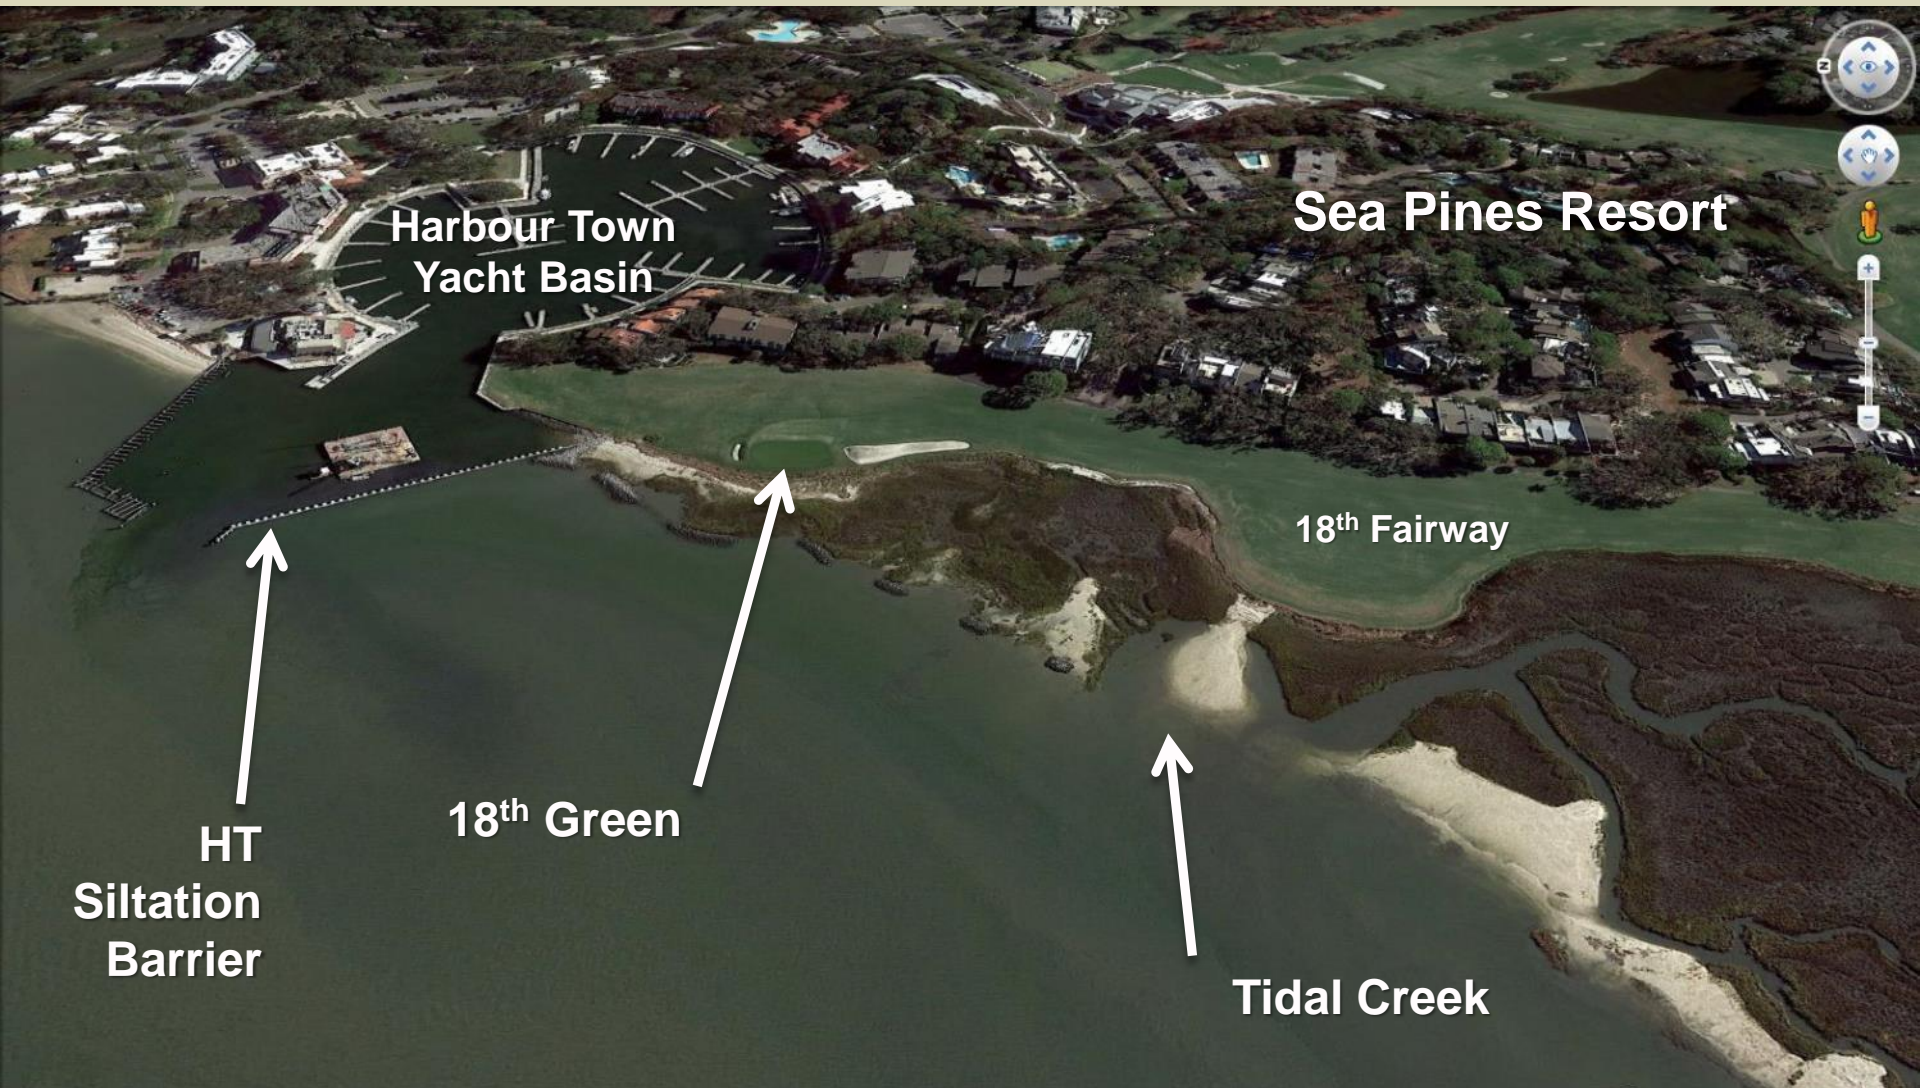 Sea Pines Resort
Harbour Town
Yacht Basin
18th Fairway
18th Green
HT
Siltation
Barrier
Tidal Creek
N